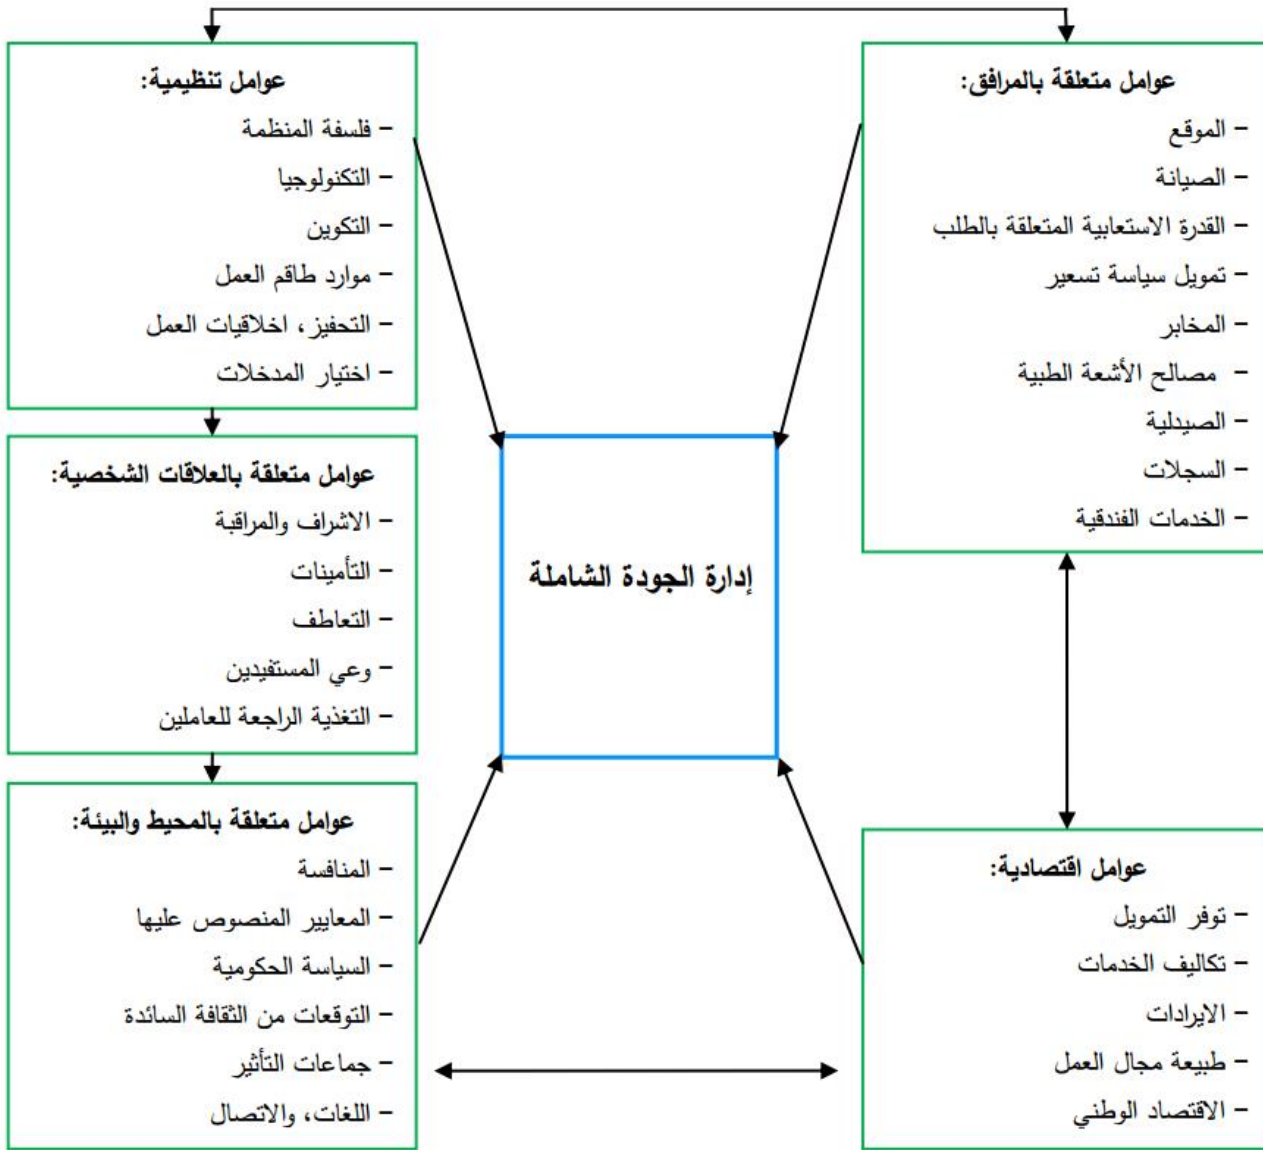 عوامل متعلقة بالمرافق:
– الموقع
– الصيانة
– القدرة الاستعابية المتعلقة بالطلب
– تمويل سياسة تسعير
– المخابر
– مصالح الأشعة الطبية
– الصيدلية
– السجلات
– الخدمات الفندقية
عوامل تنظيمية:
– فلسفة المنظمة
– التكنولوجيا
– التكوين
– موارد طاقم العمل
– التحفيز، اخلاقيات العمل
– اختيار المدخلات
عوامل متعلقة بالعلاقات الشخصية:
– الاشراف والمراقبة
– التأمينات
– التعاطف
– وعي المستفيدين
– التغذية الراجعة للعاملين
إدارة الجودة الشاملة
عوامل اقتصادية:
– توفر التمويل
– تكاليف الخدمات
– الايرادات
– طبيعة مجال العمل
– الاقتصاد الوطني
عوامل متعلقة بالمحيط والبيئة:
– المنافسة
– المعايير المنصوص عليها
– السياسة الحكومية
– التوقعات من الثقافة السائدة
– جماعات التأثير
– اللغات، والاتصال